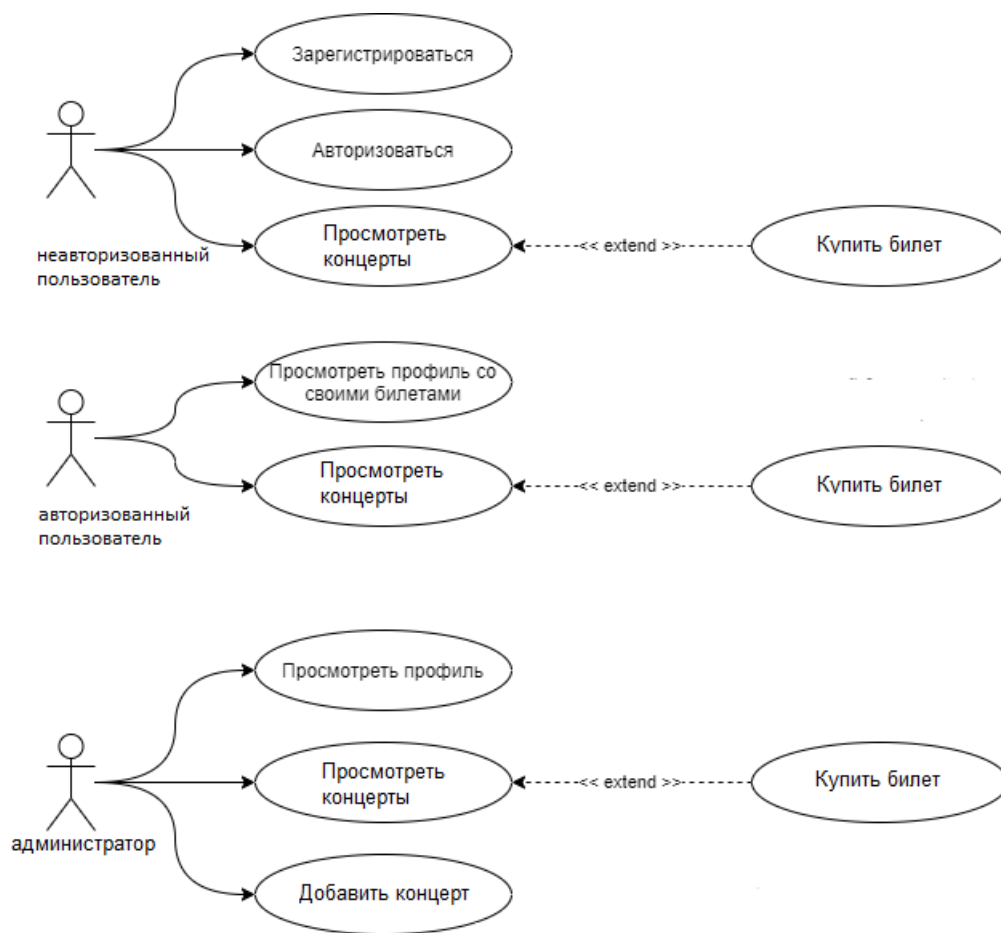 Зарегистрироваться
Авторизоваться
Просмотреть
концерты
<< extend >>
Купить билет
неавторизованный
пользователь
Просмотреть профиль со
своими билетами
Просмотреть
концерты
<< extend >>
Купить билет
авторизованный
пользователь
Просмотреть профиль
Просмотреть
концерты
<< extend >>
Купить билет
администратор
Добавить концерт